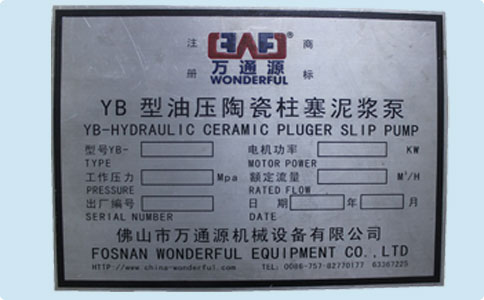 注 商
册 标
万通源
WONDERFUL
YB 型油压陶瓷柱塞泥浆泵
YB-HYDRAULIC CERAMIC PLUGER SLIP PUMP
型号YB- 电机功率 KW
TYPE MOTOR POWER
工作压力 Mpa 额定流量 M³/H
PRESSURE RATED FLOW
出厂编号 日 期 年 月
SERIAL NUMBER DATE
佛山市万通源机械设备有限公司
FOSNAN WONDERFUL EQUIPMENT CO.,LTD
HTTP://www.china-wonderful.com TEL: 0086-757-82770177 63387225